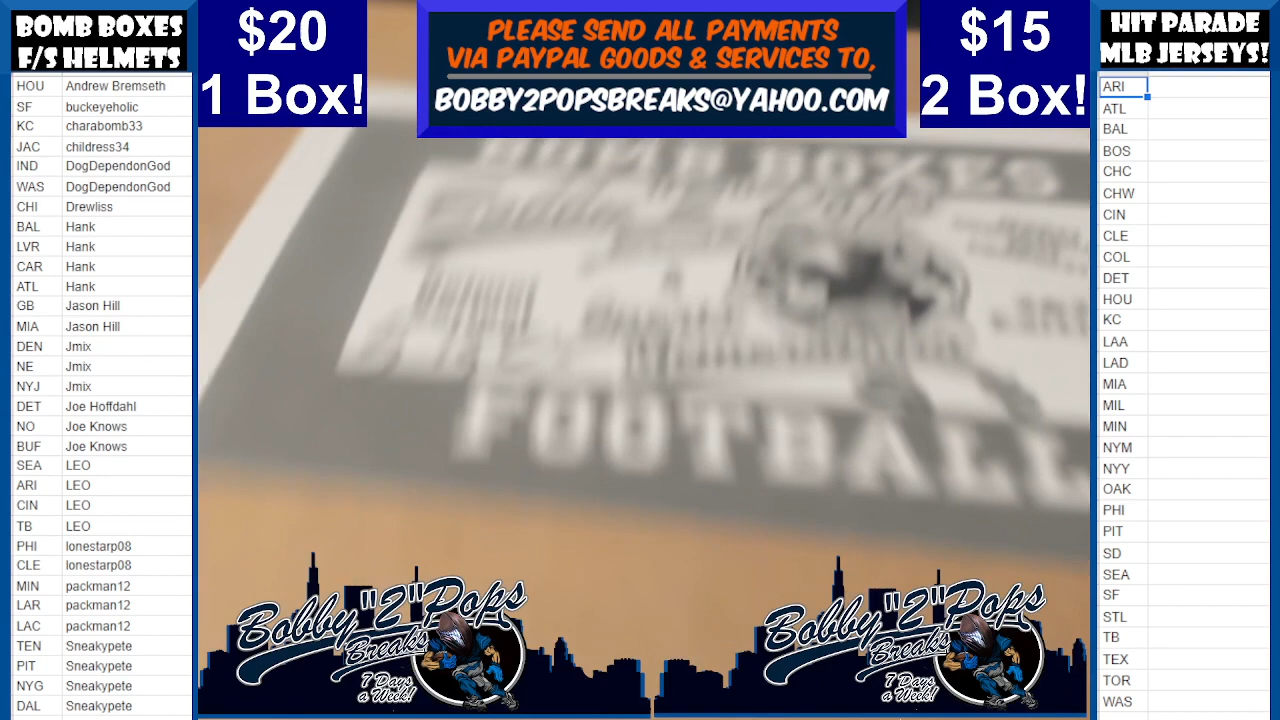 BOMB BOXES
F/S HELMETS
HOU Andrew Bremseth
SF buckeyeholic
KC charabomb33
JAC childress34
IND DogDependonGod
WAS DogDependonGod
CHI Drewliss
BAL Hank
LVR Hank
CAR Hank
ATL Hank
GB Jason Hill
MIA Jason Hill
DEN Jmix
NE Jmix
NYJ Jmix
DET Joe Hoffdahl
NO Joe Knows
BUF Joe Knows
SEA LEO
ARI LEO
CIN LEO
TB LEO
PHI lonestarp08
CLE lonestarp08
MIN packman12
LAR packman12
LAC packman12
TEN Sneakypete
PIT Sneakypete
NYG Sneakypete
DAL Sneakypete
$20
1 Box!
PLEASE SEND ALL PAYMENTS
VIA PAYPAL GOODS & SERVICES TO,
BOBBY2POPSBREAKS@YAHOO.COM
$15
2 Box!
BOMB BOXES
FOOTBALL
Bobby "2" Pops
Breaks
7 Days
a Week!
Bobby "2" Pops
Breaks
7 Days
a Week!
HIT PARADE
MLB JERSEYS!
ARI
ATL
BAL
BOS
CHC
CHW
CIN
CLE
COL
DET
HOU
KC
LAA
LAD
MIA
MIL
MIN
NYM
NYY
OAK
PHI
PIT
SD
SEA
SF
STL
TB
TEX
TOR
WAS